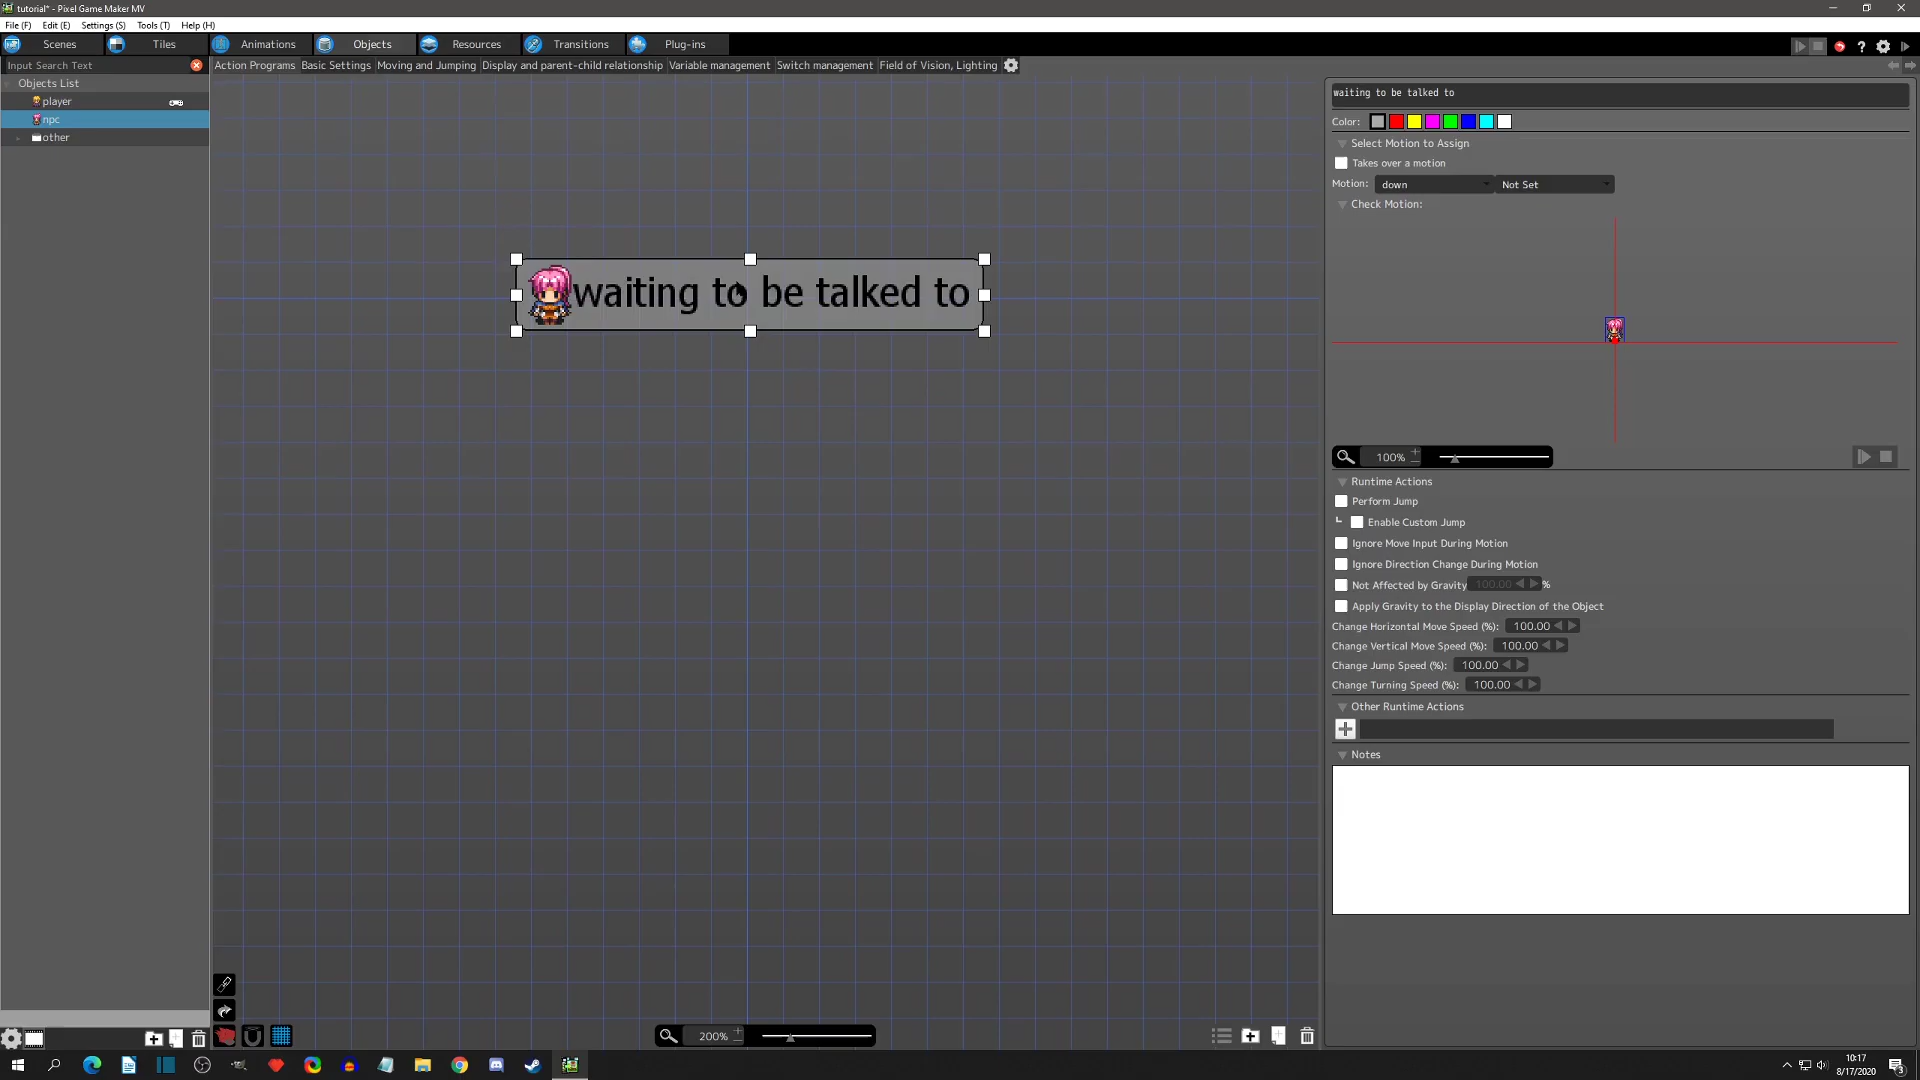 tutorial* - Pixel Game Maker MV
File (F) Edit (E) Settings (S) Tools (T) Help (H)
Scenes Tiles Animations Objects Resources Transitions Plug-ins
Input Search Text
Action Programs Basic Settings Moving and Jumping Display and parent-child relationship Variable management Switch management Field of Vision, Lighting
Objects List
player
npc
other
waiting to be talked to
waiting to be talked to
Color:
Select Motion to Assign
Takes over a motion
Motion: down Not Set
Check Motion:
100%
Runtime Actions
Perform Jump
Enable Custom Jump
Ignore Move Input During Motion
Ignore Direction Change During Motion
Not Affected by Gravity 100.00 %
Apply Gravity to the Display Direction of the Object
Change Horizontal Move Speed (%): 100.00
Change Vertical Move Speed (%): 100.00
Change Jump Speed (%): 100.00
Change Turning Speed (%): 100.00
Other Runtime Actions
Notes
200%
10:17
8/17/2020
3